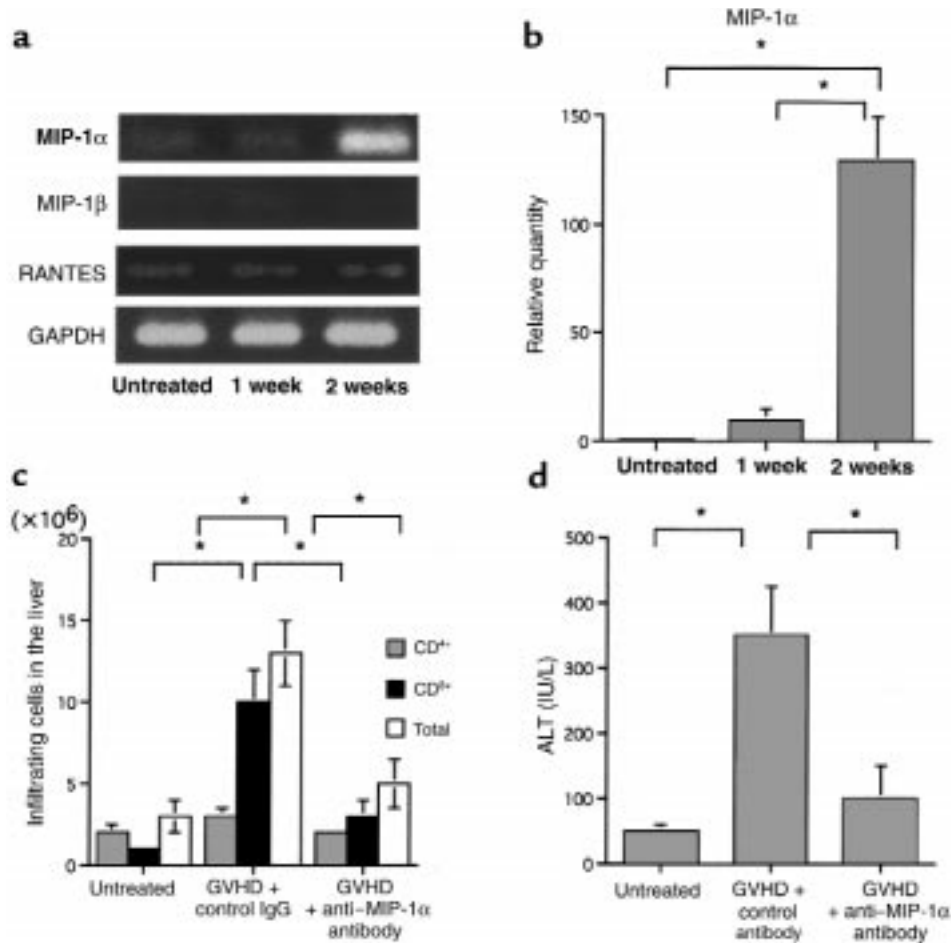 a
MIP-1α
MIP-1β
RANTES
GAPDH
Untreated 1 week 2 weeks
b
MIP-1α
*
*
Relative quantity
150
100
50
0
Untreated 1 week 2 weeks
c
(×10⁶)
* *
* *
Infiltrating cells in the liver
20
15
10
5
0
CD⁴⁺
CD⁸⁺
Total
Untreated
GVHD +
control IgG
GVHD
+ anti–MIP-1α
antibody
d
* *
ALT (IU/L)
500
400
300
200
100
0
Untreated
GVHD +
control
antibody
GVHD
+ anti–MIP-1α
antibody